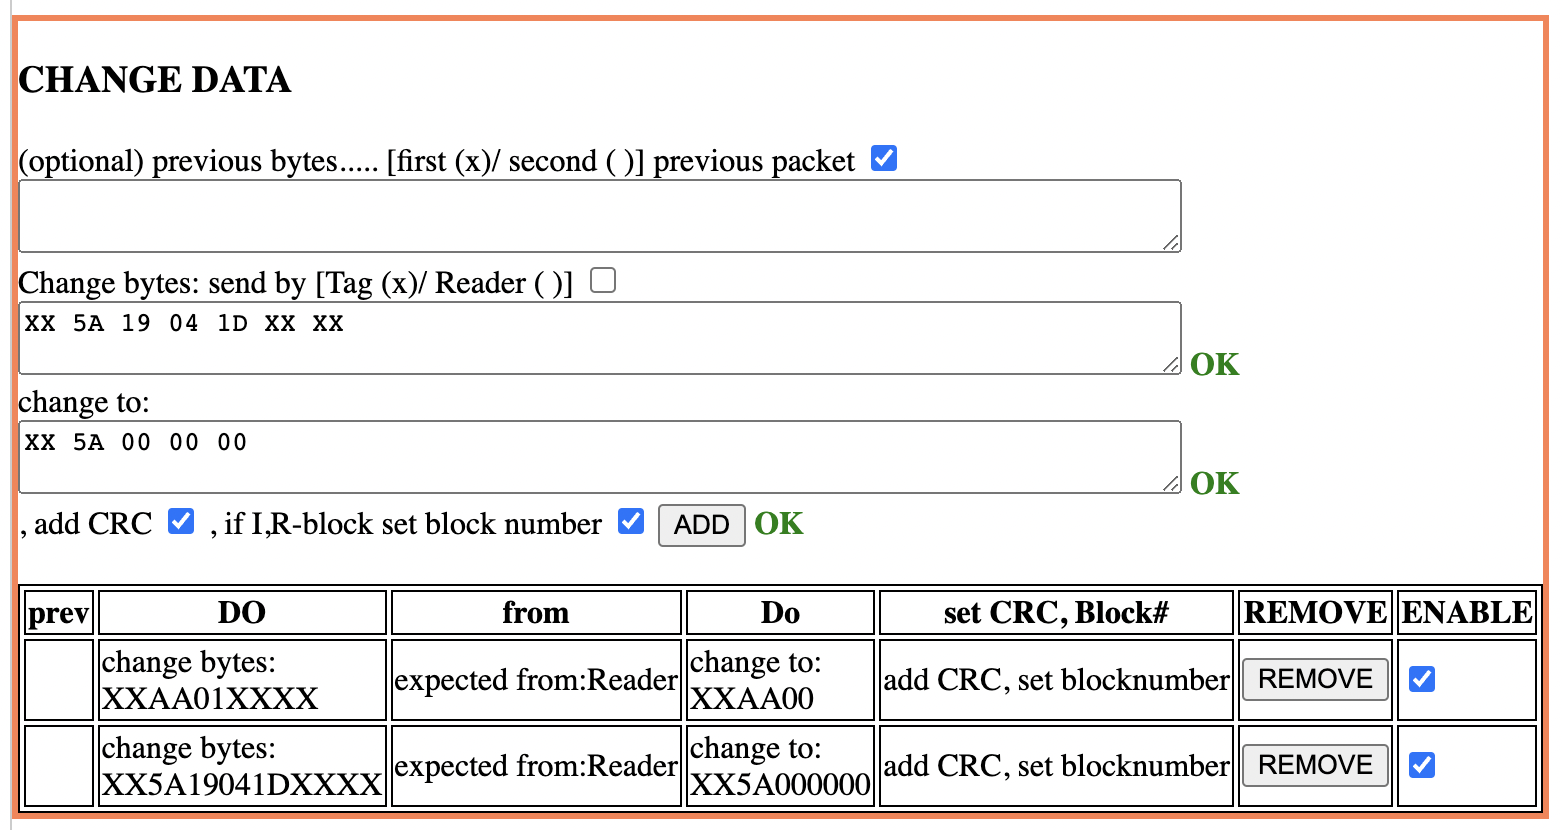 CHANGE DATA
(optional) previous bytes..... [first (x)/ second ( )] previous packet
Change bytes: send by [Tag (x)/ Reader ( )]
XX 5A 19 04 1D XX XX
OK
change to:
XX 5A 00 00 00
OK
, add CRC , if I,R-block set block number ADD OK
prev DO from Do set CRC, Block# REMOVE ENABLE
change bytes:
XXAA01XXXX
expected from:Reader
change to:
XXAA00
add CRC, set blocknumber
REMOVE
change bytes:
XX5A19041DXXXX
expected from:Reader
change to:
XX5A000000
add CRC, set blocknumber
REMOVE